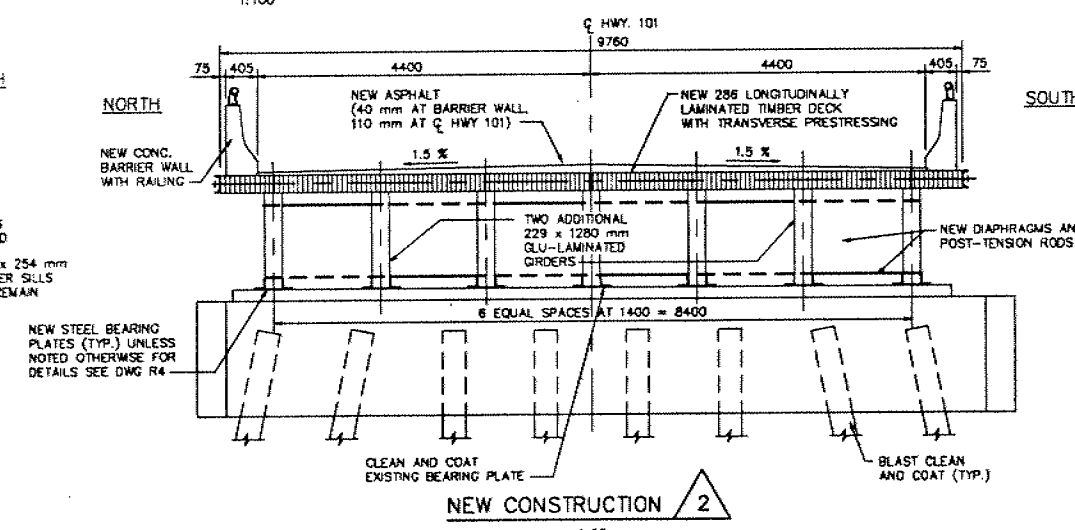 1:100
℄ HWY. 101
9760
75 405 4400 4400 405 75
NORTH
SOUTH
NEW ASPHALT
(40 mm AT BARRIER WALL
110 mm AT ℄ HWY 101)
NEW 286 LONGITUDINALLY
LAMINATED TIMBER DECK
WITH TRANSVERSE PRESTRESSING
NEW CONC.
BARRIER WALL
WITH RAILING
1.5 %
1.5 %
TWO ADDITIONAL
229 x 1280 mm
GLU-LAMINATED
GIRDERS
NEW DIAPHRAGMS AN
POST-TENSION RODS
x 254 mm
ER SILLS
REMAIN
6 EQUAL SPACES AT 1400 = 8400
NEW STEEL BEARING
PLATES (TYP.) UNLESS
NOTED OTHERWISE FOR
DETAILS SEE DWG R4
CLEAN AND COAT
EXISTING BEARING PLATE
BLAST CLEAN
AND COAT (TYP.)
NEW CONSTRUCTION 2